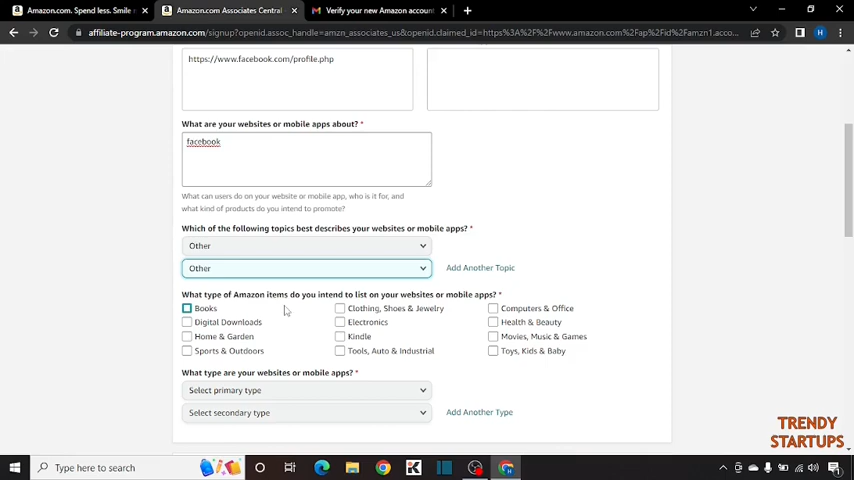 Amazon.com. Spend less. Smile
Amazon.com Associates Central
Verify your new Amazon account
affiliate-program.amazon.com/signup?openid.assoc_handle=amzn_associates_us&openid.claimed_id=https%3A%2F%2Fwww.amazon.com%2Fap%2Fid%2Famzn1.acco...
H
https://www.facebook.com/profile.php
What are your websites or mobile apps about? *
facebook
What can users do on your website or mobile app, who is it for, and
what kind of products do you intend to promote?
Which of the following topics best describes your websites or mobile apps? *
Other
Other
Add Another Topic
What type of Amazon items do you intend to list on your websites or mobile apps? *
Books Clothing, Shoes & Jewelry Computers & Office
Digital Downloads Electronics Health & Beauty
Home & Garden Kindle Movies, Music & Games
Sports & Outdoors Tools, Auto & Industrial Toys, Kids & Baby
What type are your websites or mobile apps? *
Select primary type
Select secondary type
Add Another Type
TRENDY
STARTUPS
Type here to search